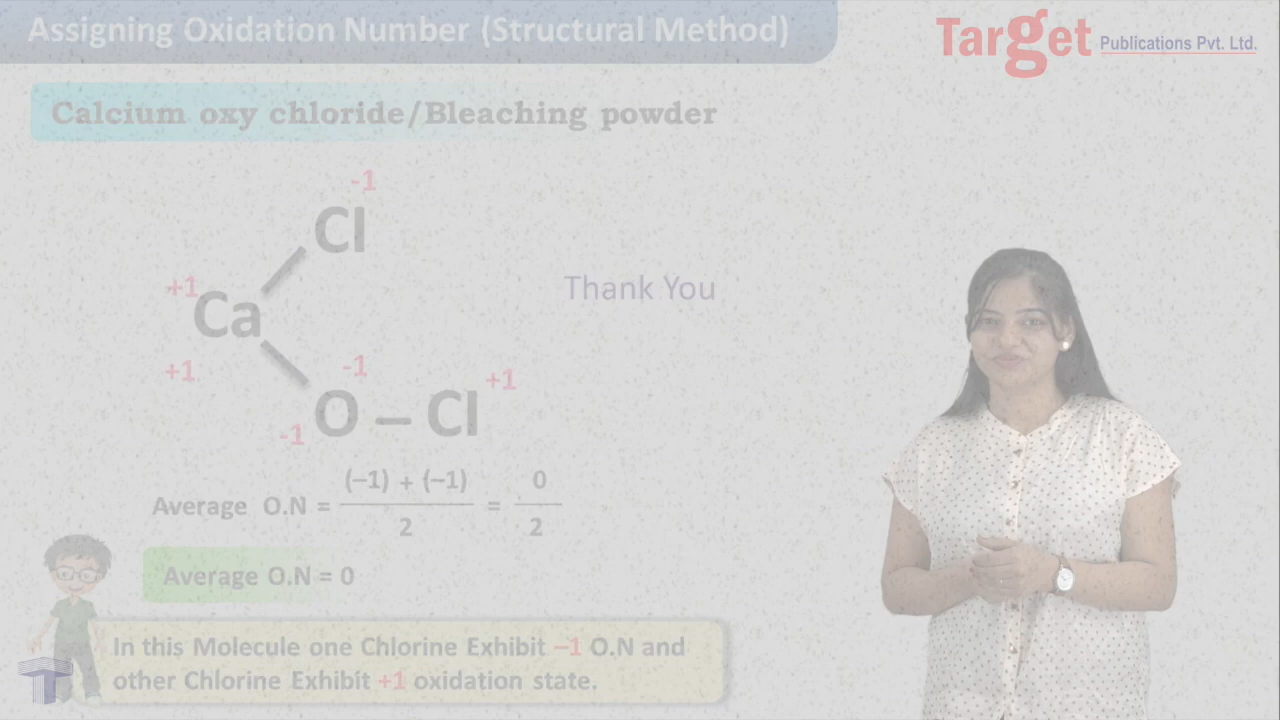 Assigning Oxidation Number (Structural Method)
Target Publications Pvt. Ltd.
Calcium oxy chloride/Bleaching powder
-1
Cl
+1
Ca
Thank You
+1
-1
+1
O – Cl
-1
Average O.N = (–1) + (–1) / 2 = 0 / 2
Average O.N = 0
In this Molecule one Chlorine Exhibit –1 O.N and
other Chlorine Exhibit +1 oxidation state.